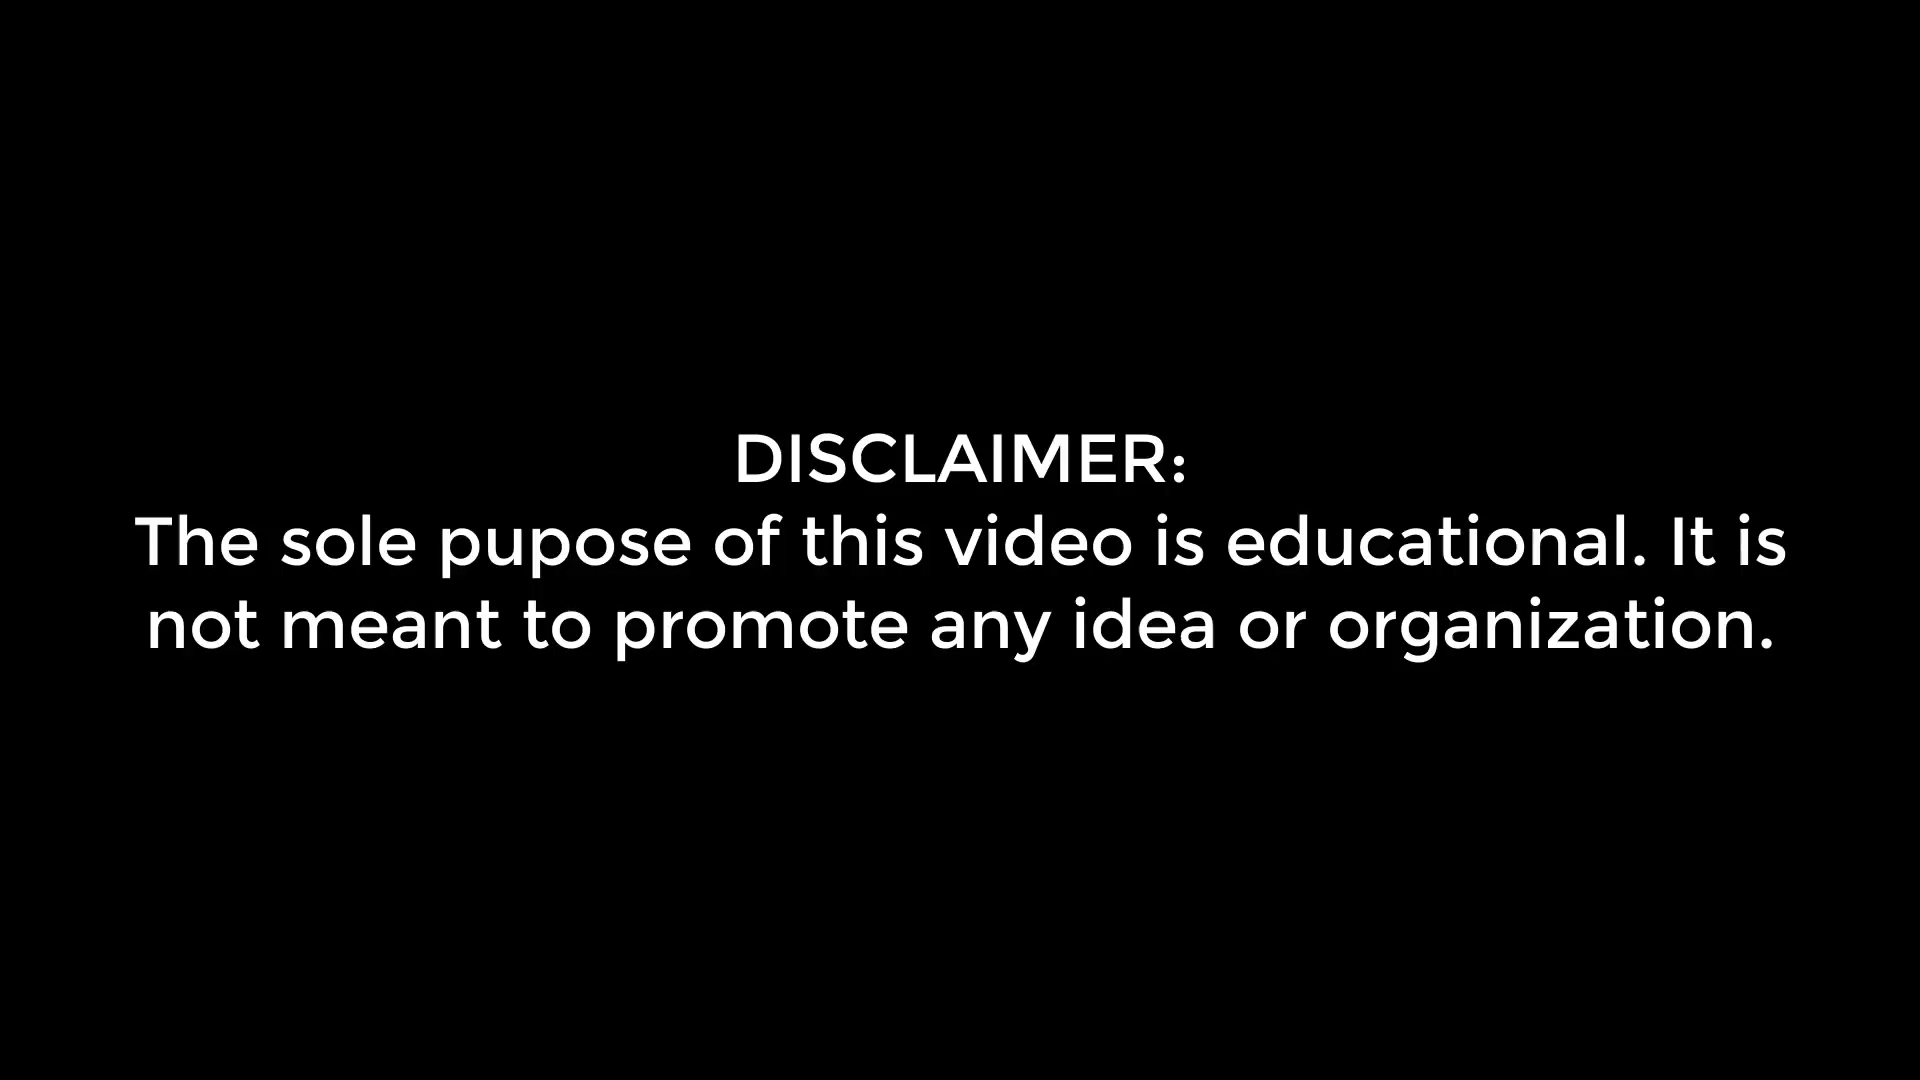 DISCLAIMER:
The sole pupose of this video is educational. It is
not meant to promote any idea or organization.